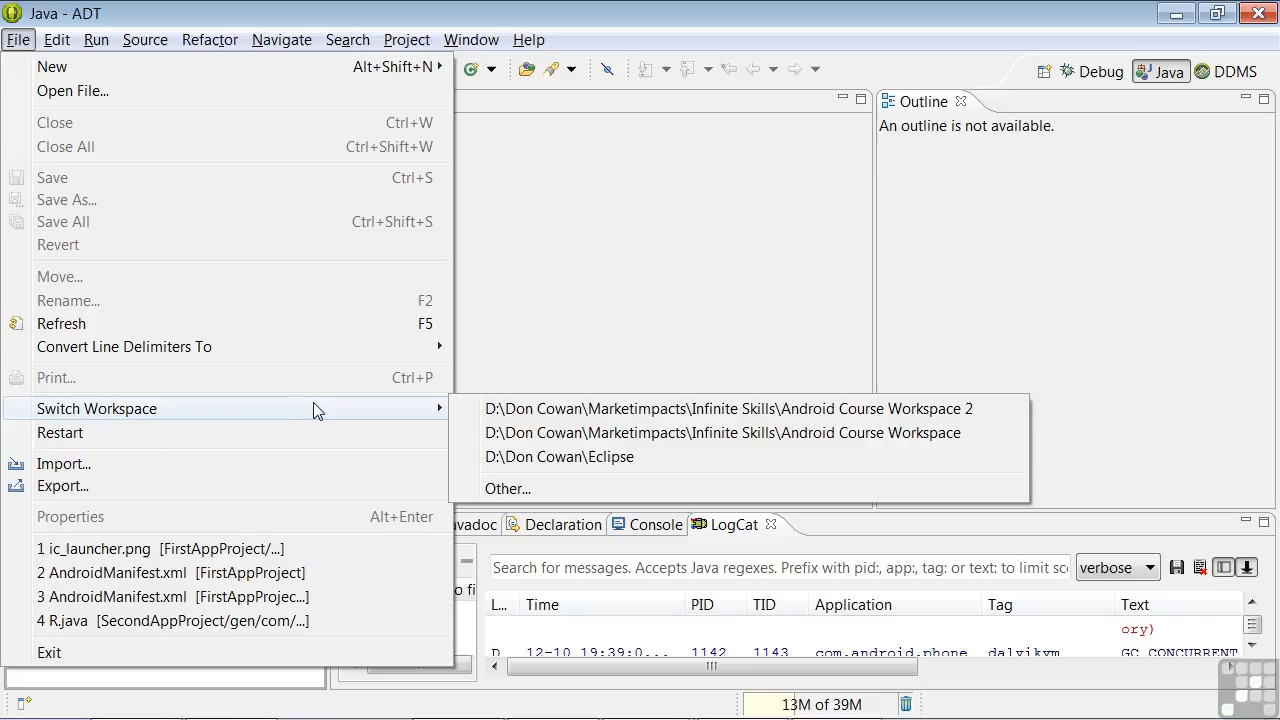 Java - ADT
File Edit Run Source Refactor Navigate Search Project Window Help
New Alt+Shift+N
Open File...
Close Ctrl+W
Close All Ctrl+Shift+W
Save Ctrl+S
Save As...
Save All Ctrl+Shift+S
Revert
Move...
Rename... F2
Refresh F5
Convert Line Delimiters To
Print... Ctrl+P
Switch Workspace
Restart
Import...
Export...
Properties Alt+Enter
1 ic_launcher.png [FirstAppProject/...]
2 AndroidManifest.xml [FirstAppProject]
3 AndroidManifest.xml [FirstAppProjec...]
4 R.java [SecondAppProject/gen/com/...]
Exit
D:\Don Cowan\Marketimpacts\Infinite Skills\Android Course Workspace 2
D:\Don Cowan\Marketimpacts\Infinite Skills\Android Course Workspace
D:\Don Cowan\Eclipse
Other...
Debug Java DDMS
Outline
An outline is not available.
avadoc Declaration Console LogCat
o fi
Search for messages. Accepts Java regexes. Prefix with pid:, app:, tag: or text: to limit sco verbose
L... Time PID TID Application Tag Text
ory)
D 12-10 19:39:0... 1142 1143 com.android.phone dalvikvm GC_CONCURRENT
13M of 39M